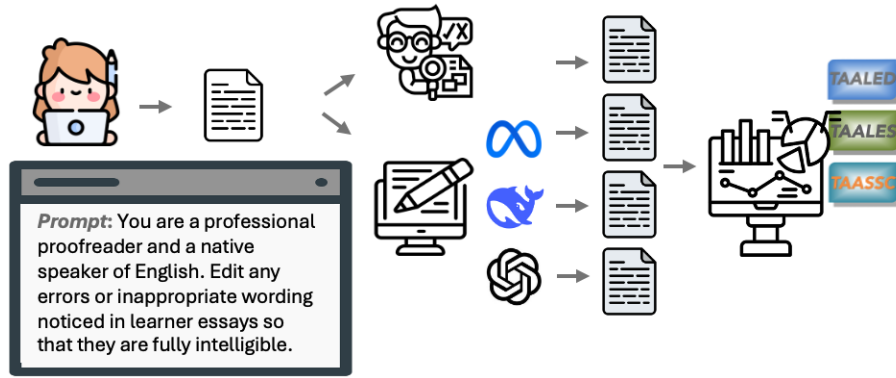 TAALED
TAALES
TAASSC
Prompt: You are a professional
proofreader and a native
speaker of English. Edit any
errors or inappropriate wording
noticed in learner essays so
that they are fully intelligible.